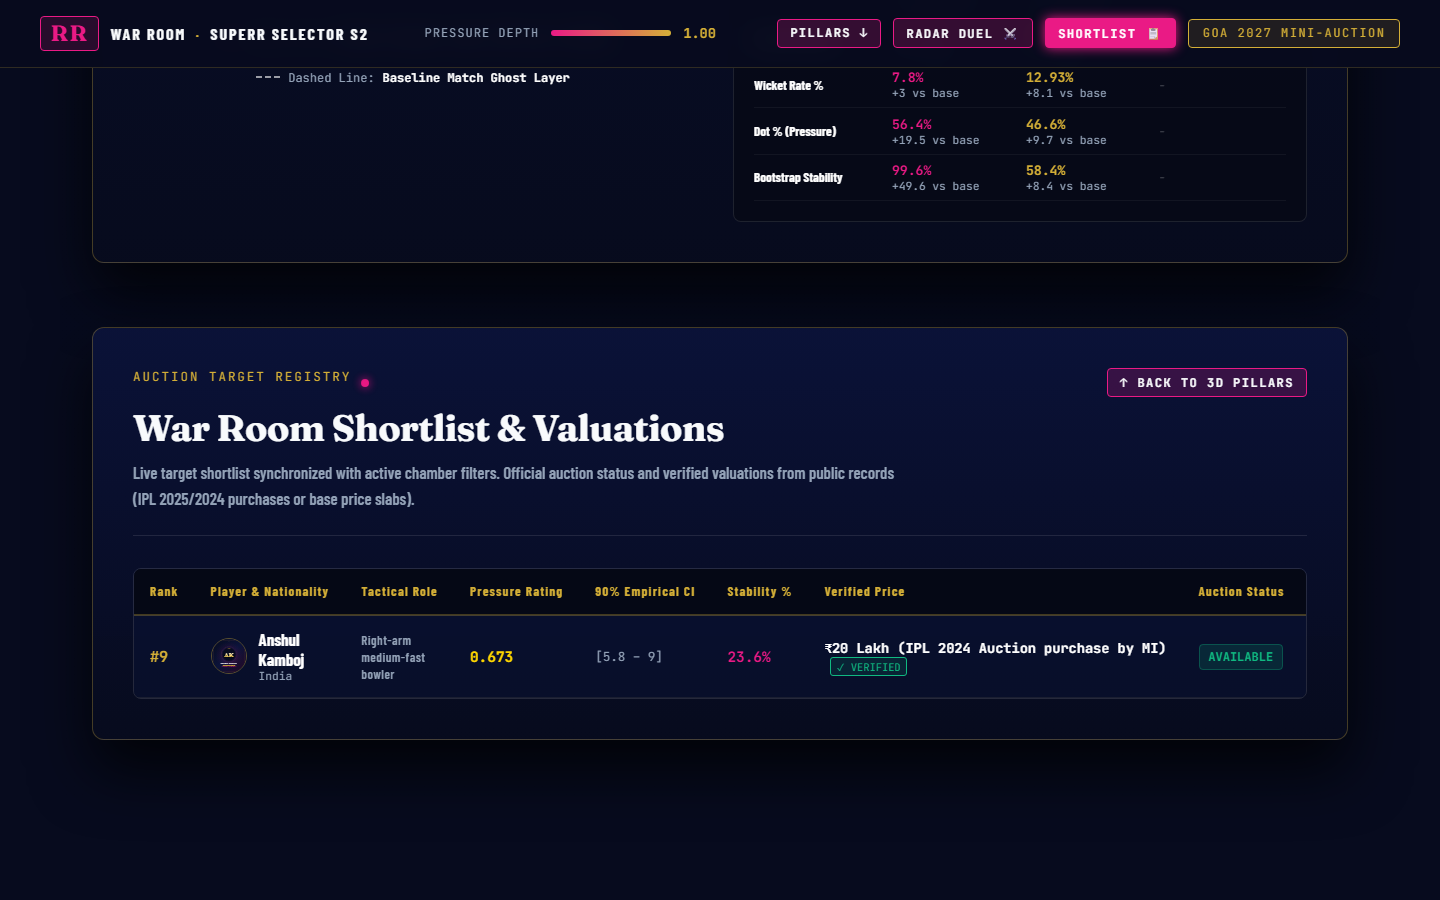 RR WAR ROOM · SUPERR SELECTOR S2 PRESSURE DEPTH 1.00 PILLARS ↓ RADAR DUEL ⚔ SHORTLIST 📋 GOA 2027 MINI-AUCTION
Dashed Line: Baseline Match Ghost Layer
Wicket Rate % 7.8% 12.93% -
+3 vs base +8.1 vs base
Dot % (Pressure) 56.4% 46.6% -
+19.5 vs base +9.7 vs base
Bootstrap Stability 99.6% 58.4% -
+49.6 vs base +8.4 vs base
AUCTION TARGET REGISTRY
↑ BACK TO 3D PILLARS
War Room Shortlist & Valuations
Live target shortlist synchronized with active chamber filters. Official auction status and verified valuations from public records
(IPL 2025/2024 purchases or base price slabs).
Rank Player & Nationality Tactical Role Pressure Rating 90% Empirical CI Stability % Verified Price Auction Status
#9 Anshul Kamboj India Right-arm medium-fast bowler 0.673 [5.8 – 9] 23.6% ₹20 Lakh (IPL 2024 Auction purchase by MI) ✓ VERIFIED AVAILABLE